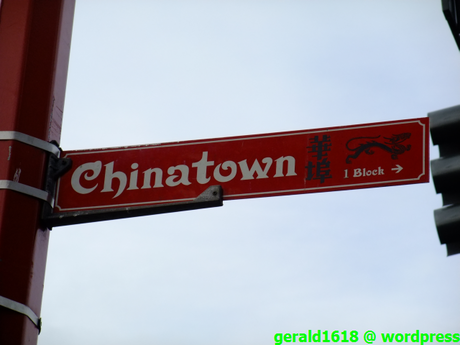 Chinatown
華埠
1 Block →
gerald1618 @ wordpress